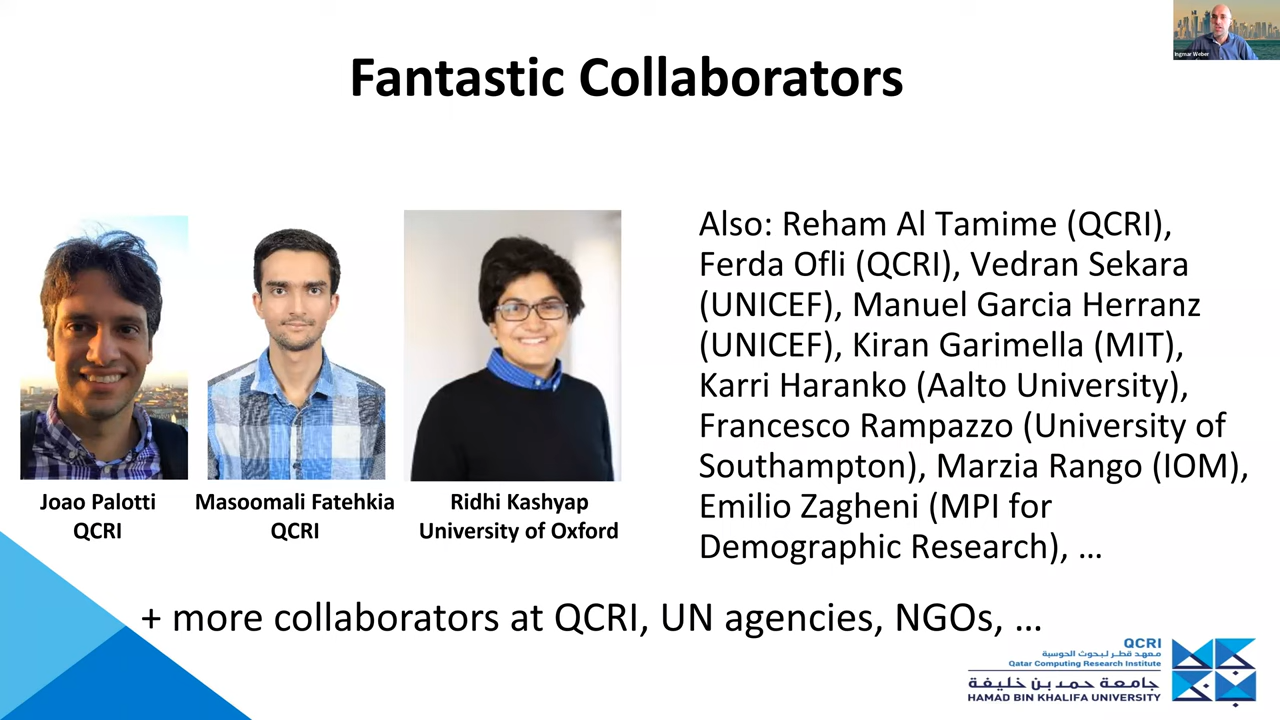 Ingmar Weber
Fantastic Collaborators
Joao Palotti
QCRI
Masoomali Fatehkia
QCRI
Ridhi Kashyap
University of Oxford
Also: Reham Al Tamime (QCRI),
Ferda Ofli (QCRI), Vedran Sekara
(UNICEF), Manuel Garcia Herranz
(UNICEF), Kiran Garimella (MIT),
Karri Haranko (Aalto University),
Francesco Rampazzo (University of
Southampton), Marzia Rango (IOM),
Emilio Zagheni (MPI for
Demographic Research), …
+ more collaborators at QCRI, UN agencies, NGOs, …
QCRI
معهد قطر لبحوث الحوسبة
Qatar Computing Research Institute
جامعة حمد بن خليفة
HAMAD BIN KHALIFA UNIVERSITY